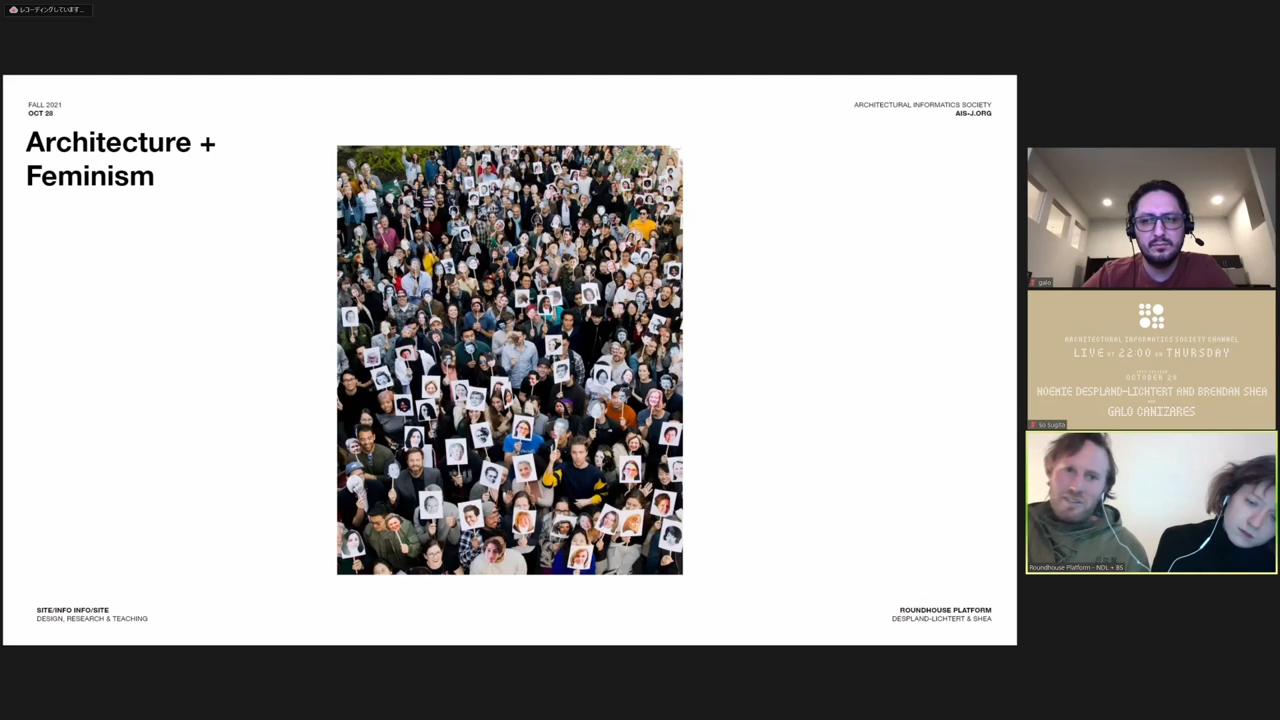 レコーディングしています...
FALL 2021
OCT 28
Architecture +
Feminism
ARCHITECTURAL INFORMATICS SOCIETY
AIS-J.ORG
SITE/INFO INFO/SITE
DESIGN, RESEARCH & TEACHING
ROUNDHOUSE PLATFORM
DESPLAND-LICHTERT & SHEA
galo
ARCHITECTURAL INFORMATICS SOCIETY CHANNEL
LIVE AT 22:00 ON THURSDAY
OCTOBER 28
NOEMIE DESPLAND-LICHTERT AND BRENDAN SHEA
GALO CANIZARES
so sugita
Roundhouse Platform - NDL + BS